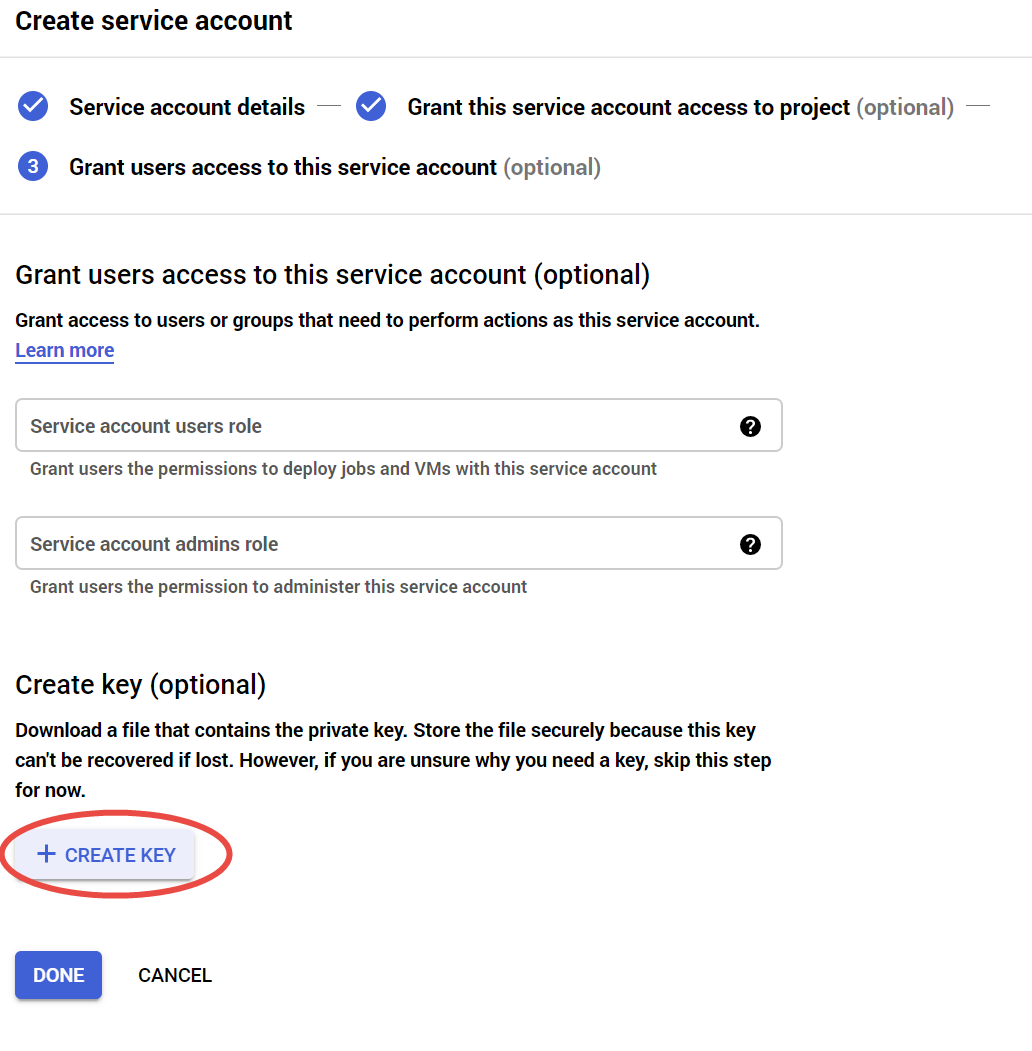 Create service account
Service account details
Grant this service account access to project (optional)
3
Grant users access to this service account (optional)
Grant users access to this service account (optional)
Grant access to users or groups that need to perform actions as this service account.
Learn more
Service account users role
?
Grant users the permissions to deploy jobs and VMs with this service account
Service account admins role
?
Grant users the permission to administer this service account
Create key (optional)
Download a file that contains the private key. Store the file securely because this key
can't be recovered if lost. However, if you are unsure why you need a key, skip this step
for now.
+ CREATE KEY
DONE
CANCEL